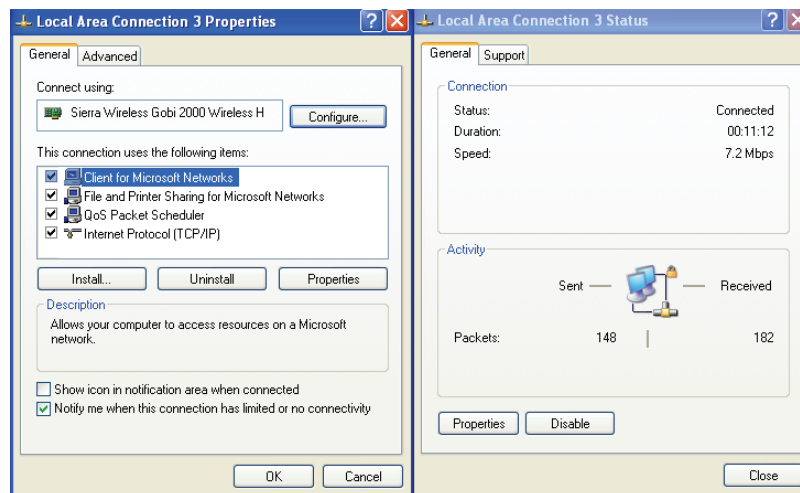 Local Area Connection 3 Properties
General
Advanced
Connect using:
Sierra Wireless Gobi 2000 Wireless H
Configure...
This connection uses the following items:
Client for Microsoft Networks
File and Printer Sharing for Microsoft Networks
QoS Packet Scheduler
Internet Protocol (TCP/IP)
Install...
Uninstall
Properties
Description
Allows your computer to access resources on a Microsoft
network.
Show icon in notification area when connected
Notify me when this connection has limited or no connectivity
OK
Cancel
Local Area Connection 3 Status
General
Support
Connection
Status: Connected
Duration: 00:11:12
Speed: 7.2 Mbps
Activity
Sent
Received
Packets: 148 182
Properties
Disable
Close